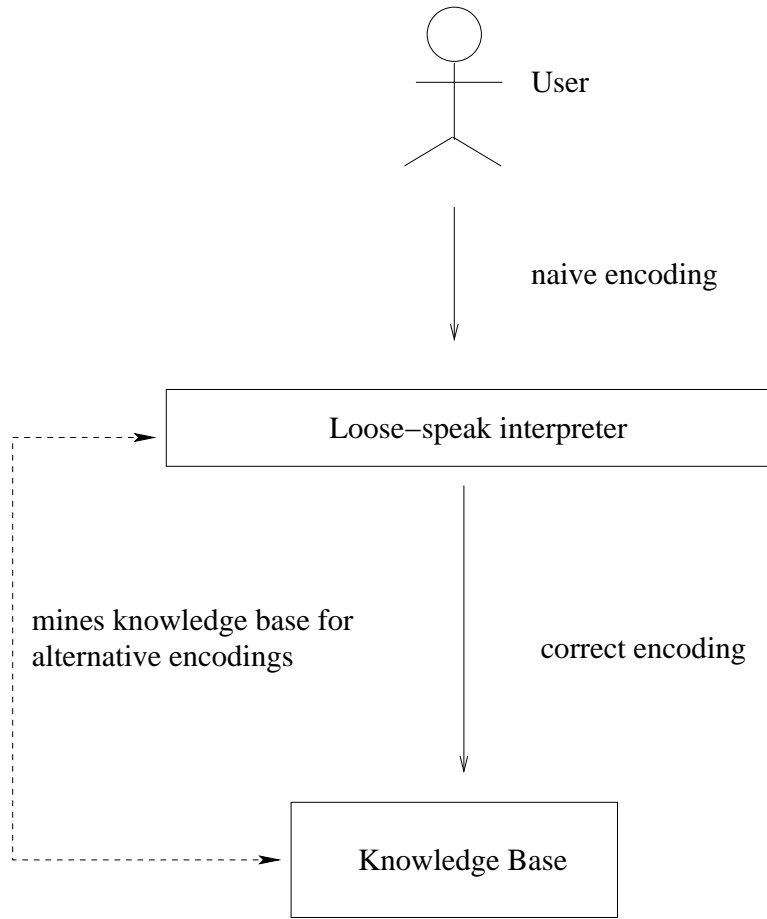 User
naive encoding
Loose−speak interpreter
mines knowledge base for
alternative encodings
correct encoding
Knowledge Base